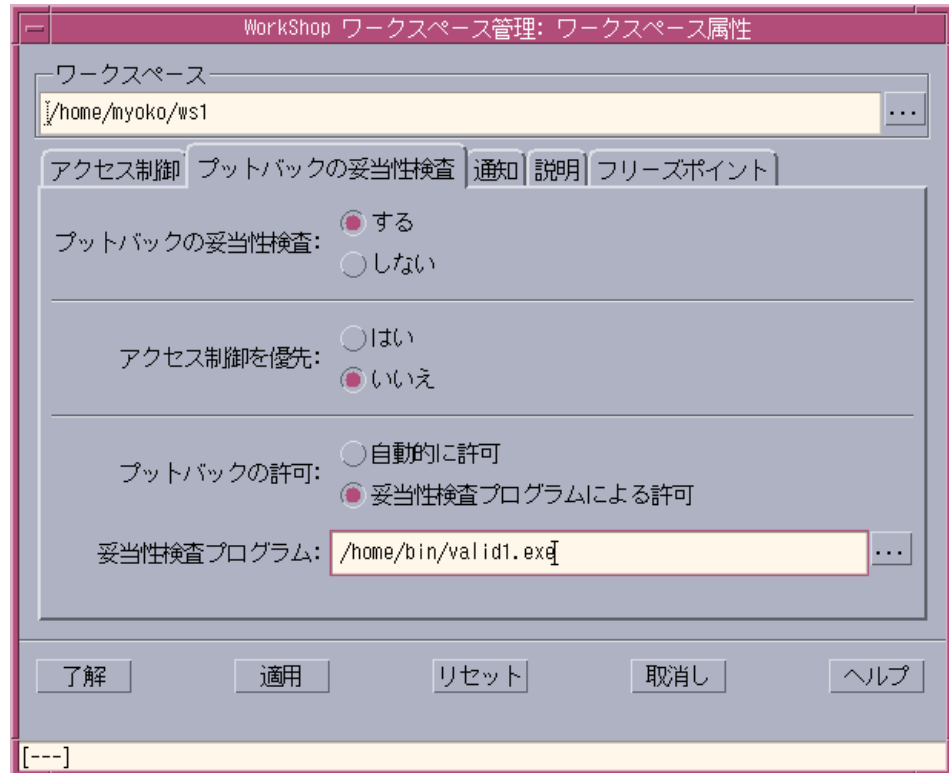 WorkShop ワークスペース管理: ワークスペース属性
ワークスペース
/home/myoko/ws1 ...
アクセス制御 プットバックの妥当性検査 通知 説明 フリーズポイント
プットバックの妥当性検査: する
しない
アクセス制御を優先: はい
いいえ
プットバックの許可: 自動的に許可
妥当性検査プログラムによる許可
妥当性検査プログラム: /home/bin/valid1.exe ...
了解 適用 リセット 取消し ヘルプ
[---]